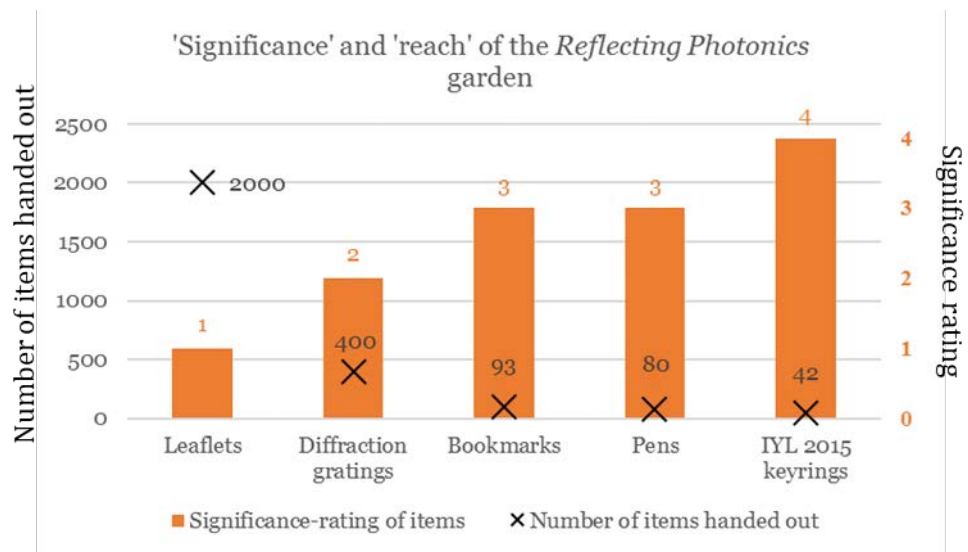 'Significance' and 'reach' of the Reflecting Photonics
garden
Number of items handed out
2500
2000
1500
1000
500
0
1
2
3
3
4
2000
400
93
80
42
4
3
2
1
0
Significance rating
Leaflets
Diffraction
gratings
Bookmarks
Pens
IYL 2015
keyrings
Significance-rating of items
Number of items handed out